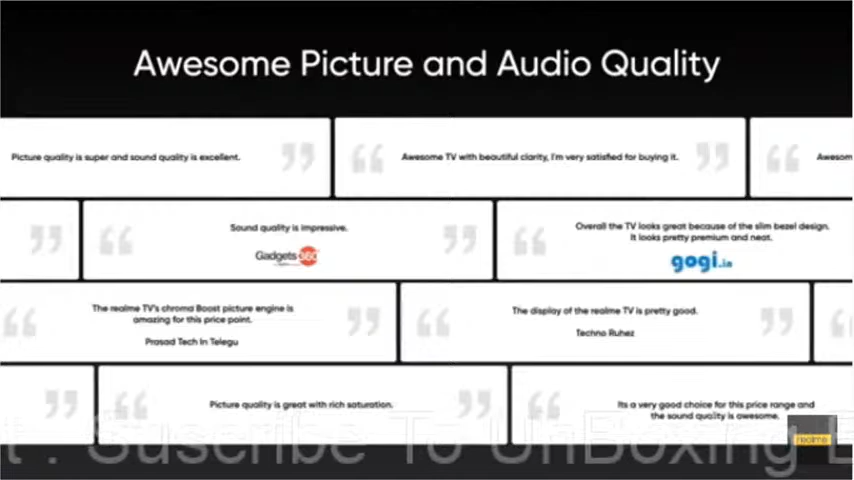 Awesome Picture and Audio Quality
Picture quality is super and sound quality is excellent.
Awesome TV with beautiful clarity, I'm very satisfied for buying it.
Awesom
Sound quality is impressive.
Gadgets 360
Overall the TV looks great because of the slim bezel design.
It looks pretty premium and neat.
gogi.in
The realme TV's chroma Boost picture engine is
amazing for this price point.
Prasad Tech In Telegu
The display of the realme TV is pretty good.
Techno Ruhez
Picture quality is great with rich saturation.
Its a very good choice for this price range and
the sound quality is awesome.
realme
t . Suscribe To UnBoxing